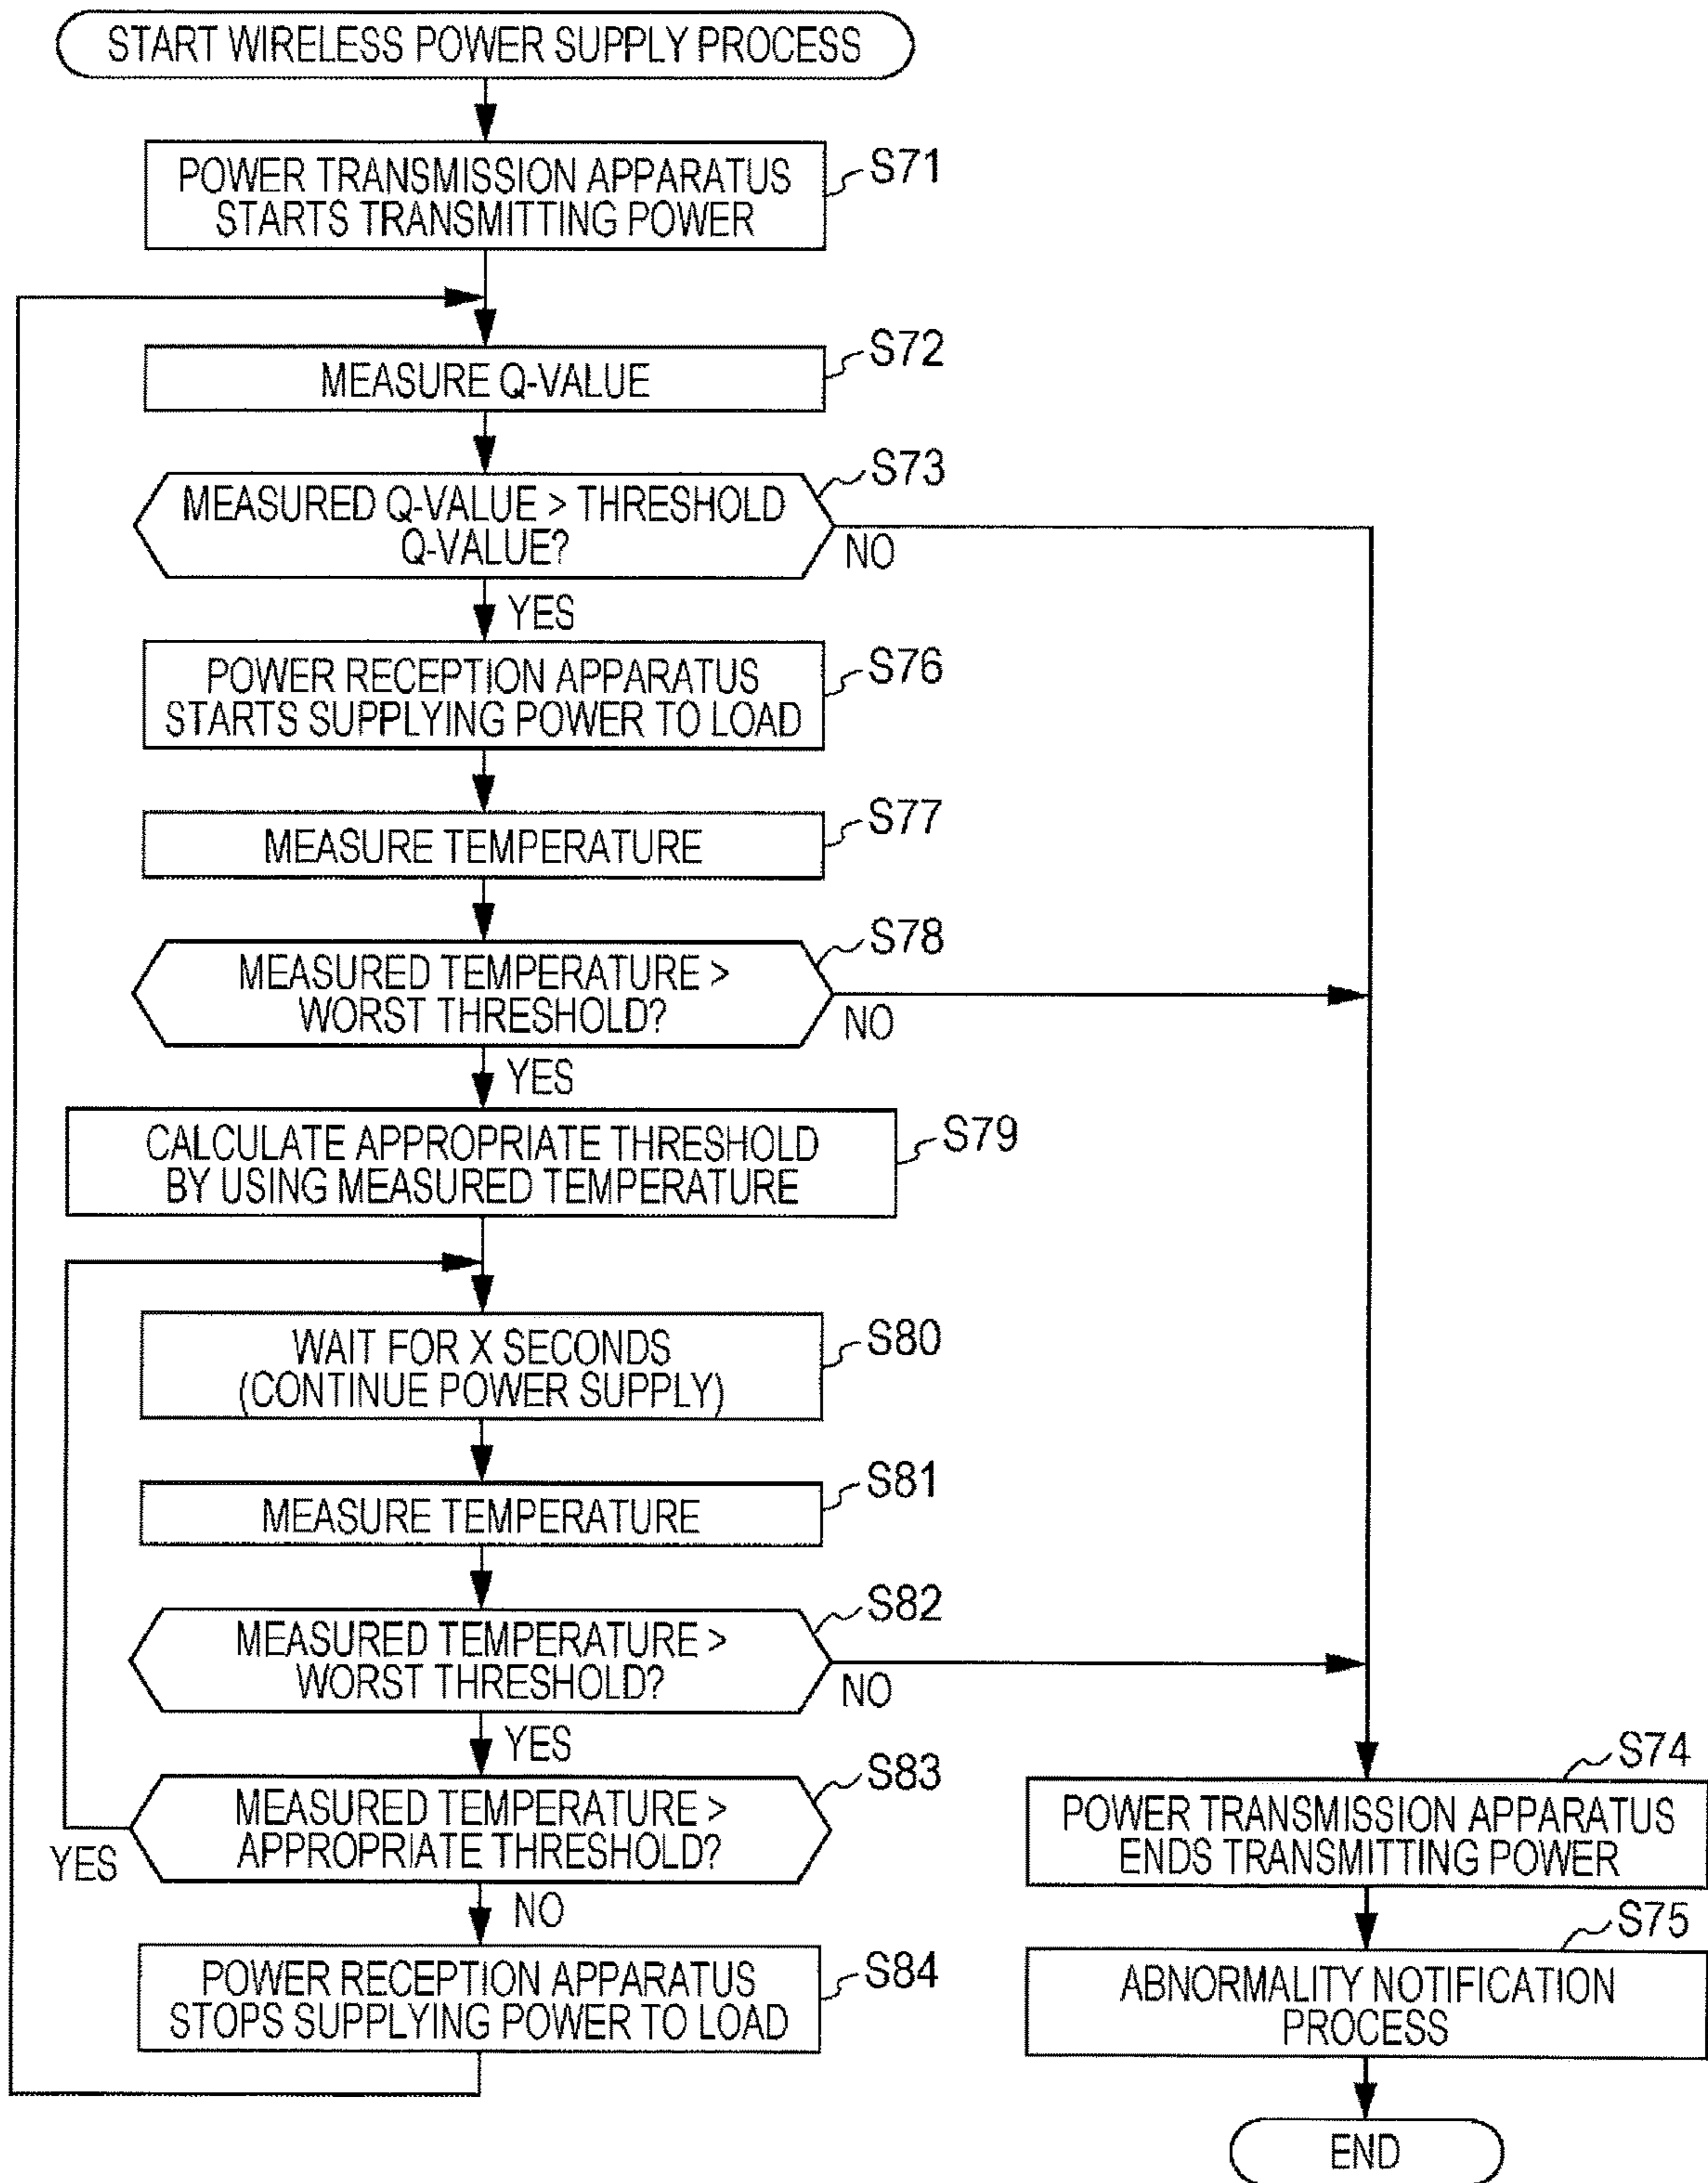 START WIRELESS POWER SUPPLY PROCESS
POWER TRANSMISSION APPARATUS
STARTS TRANSMITTING POWER
S71
MEASURE Q-VALUE
S72
MEASURED Q-VALUE > THRESHOLD
Q-VALUE?
S73
NO
YES
POWER RECEPTION APPARATUS
STARTS SUPPLYING POWER TO LOAD
S76
MEASURE TEMPERATURE
S77
MEASURED TEMPERATURE >
WORST THRESHOLD?
S78
NO
YES
CALCULATE APPROPRIATE THRESHOLD
BY USING MEASURED TEMPERATURE
S79
WAIT FOR X SECONDS
(CONTINUE POWER SUPPLY)
S80
MEASURE TEMPERATURE
S81
MEASURED TEMPERATURE >
WORST THRESHOLD?
S82
NO
YES
MEASURED TEMPERATURE >
APPROPRIATE THRESHOLD?
S83
YES
NO
POWER RECEPTION APPARATUS
STOPS SUPPLYING POWER TO LOAD
S84
POWER TRANSMISSION APPARATUS
ENDS TRANSMITTING POWER
S74
ABNORMALITY NOTIFICATION
PROCESS
S75
END